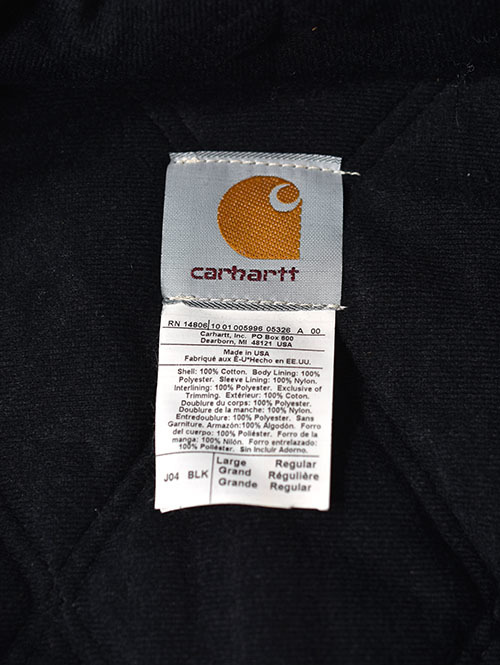 carhartt
RN 14806 10 01 005996 05326 A 00
Carhartt, Inc. PO Box 600
Dearborn, MI 48121 USA
Made in USA
Fabriqué aux É-U*Hecho en EE.UU.
Shell: 100% Cotton. Body Lining: 100%
Polyester. Sleeve Lining: 100% Nylon.
Interlining: 100% Polyester. Exclusive of
Trimming. Extérieur: 100% Coton.
Doublure du corps: 100% Polyester.
Doublure de la manche: 100% Nylon.
Entredoublure: 100% Polyester. Sans
Garniture. Armazón:100% Algodón. Forro
del cuerpo: 100% Poliéster. Forro de la
manga: 100% Nilón. Forro entrelazado:
100% Poliéster. Sin Incluir Adorno.
J04 BLK Large Regular
Grand Régulière
Grande Regular